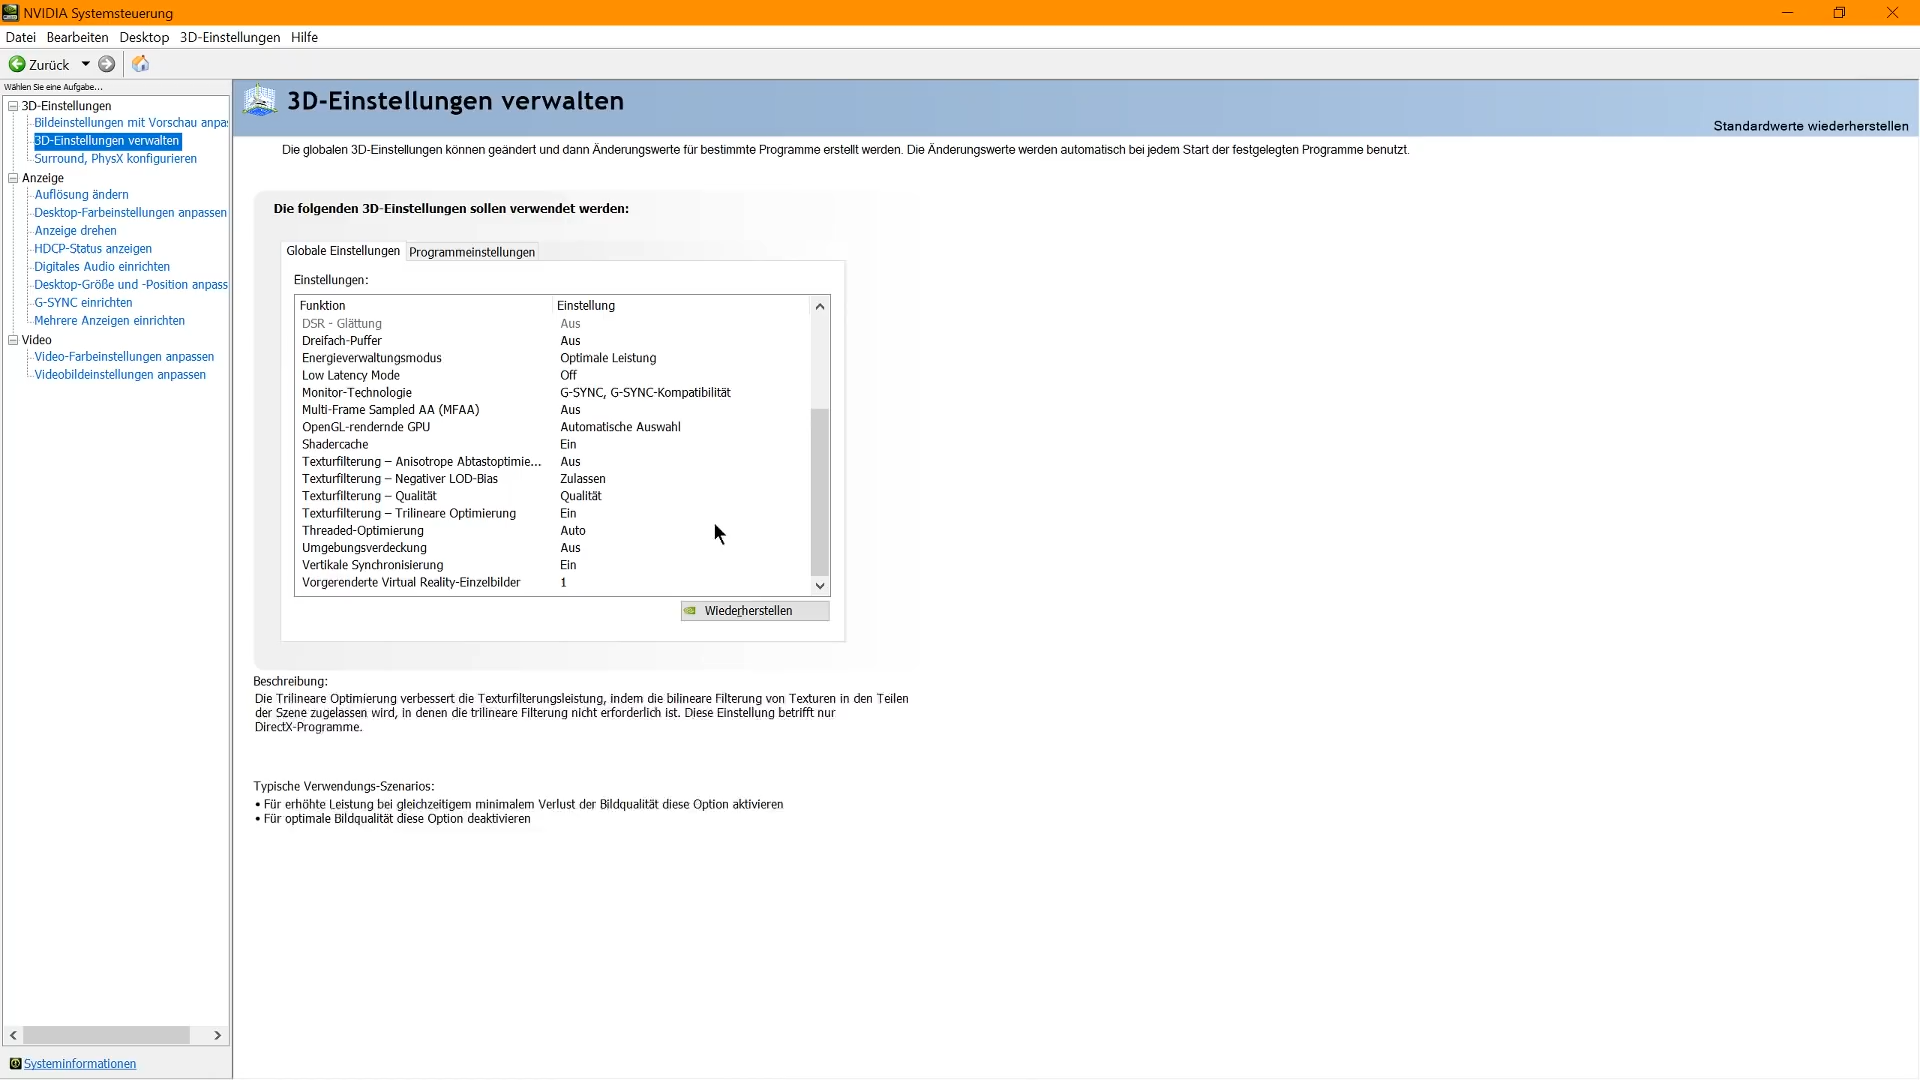 NVIDIA Systemsteuerung
Datei Bearbeiten Desktop 3D-Einstellungen Hilfe
Zurück
Wählen Sie eine Aufgabe...
3D-Einstellungen
Bildeinstellungen mit Vorschau anpa
3D-Einstellungen verwalten
Surround, PhysX konfigurieren
Anzeige
Auflösung ändern
Desktop-Farbeinstellungen anpassen
Anzeige drehen
HDCP-Status anzeigen
Digitales Audio einrichten
Desktop-Größe und -Position anpass
G-SYNC einrichten
Mehrere Anzeigen einrichten
Video
Video-Farbeinstellungen anpassen
Videobildeinstellungen anpassen
Systeminformationen
3D-Einstellungen verwalten
Standardwerte wiederherstellen
Die globalen 3D-Einstellungen können geändert und dann Änderungswerte für bestimmte Programme erstellt werden. Die Änderungswerte werden automatisch bei jedem Start der festgelegten Programme benutzt.
Die folgenden 3D-Einstellungen sollen verwendet werden:
Globale Einstellungen Programmeinstellungen
Einstellungen:
Funktion Einstellung
DSR - Glättung Aus
Dreifach-Puffer Aus
Energieverwaltungsmodus Optimale Leistung
Low Latency Mode Off
Monitor-Technologie G-SYNC, G-SYNC-Kompatibilität
Multi-Frame Sampled AA (MFAA) Aus
OpenGL-rendernde GPU Automatische Auswahl
Shadercache Ein
Texturfilterung – Anisotrope Abtastoptimie... Aus
Texturfilterung – Negativer LOD-Bias Zulassen
Texturfilterung – Qualität Qualität
Texturfilterung – Trilineare Optimierung Ein
Threaded-Optimierung Auto
Umgebungsverdeckung Aus
Vertikale Synchronisierung Ein
Vorgerenderte Virtual Reality-Einzelbilder 1
Wiederherstellen
Beschreibung:
Die Trilineare Optimierung verbessert die Texturfilterungsleistung, indem die bilineare Filterung von Texturen in den Teilen
der Szene zugelassen wird, in denen die trilineare Filterung nicht erforderlich ist. Diese Einstellung betrifft nur
DirectX-Programme.
Typische Verwendungs-Szenarios:
• Für erhöhte Leistung bei gleichzeitigem minimalem Verlust der Bildqualität diese Option aktivieren
• Für optimale Bildqualität diese Option deaktivieren